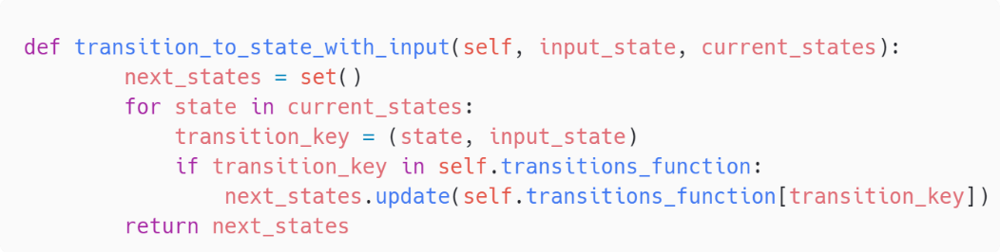 def transition_to_state_with_input(self, input_state, current_states):
        next_states = set()
        for state in current_states:
            transition_key = (state, input_state)
            if transition_key in self.transitions_function:
                next_states.update(self.transitions_function[transition_key])
        return next_states